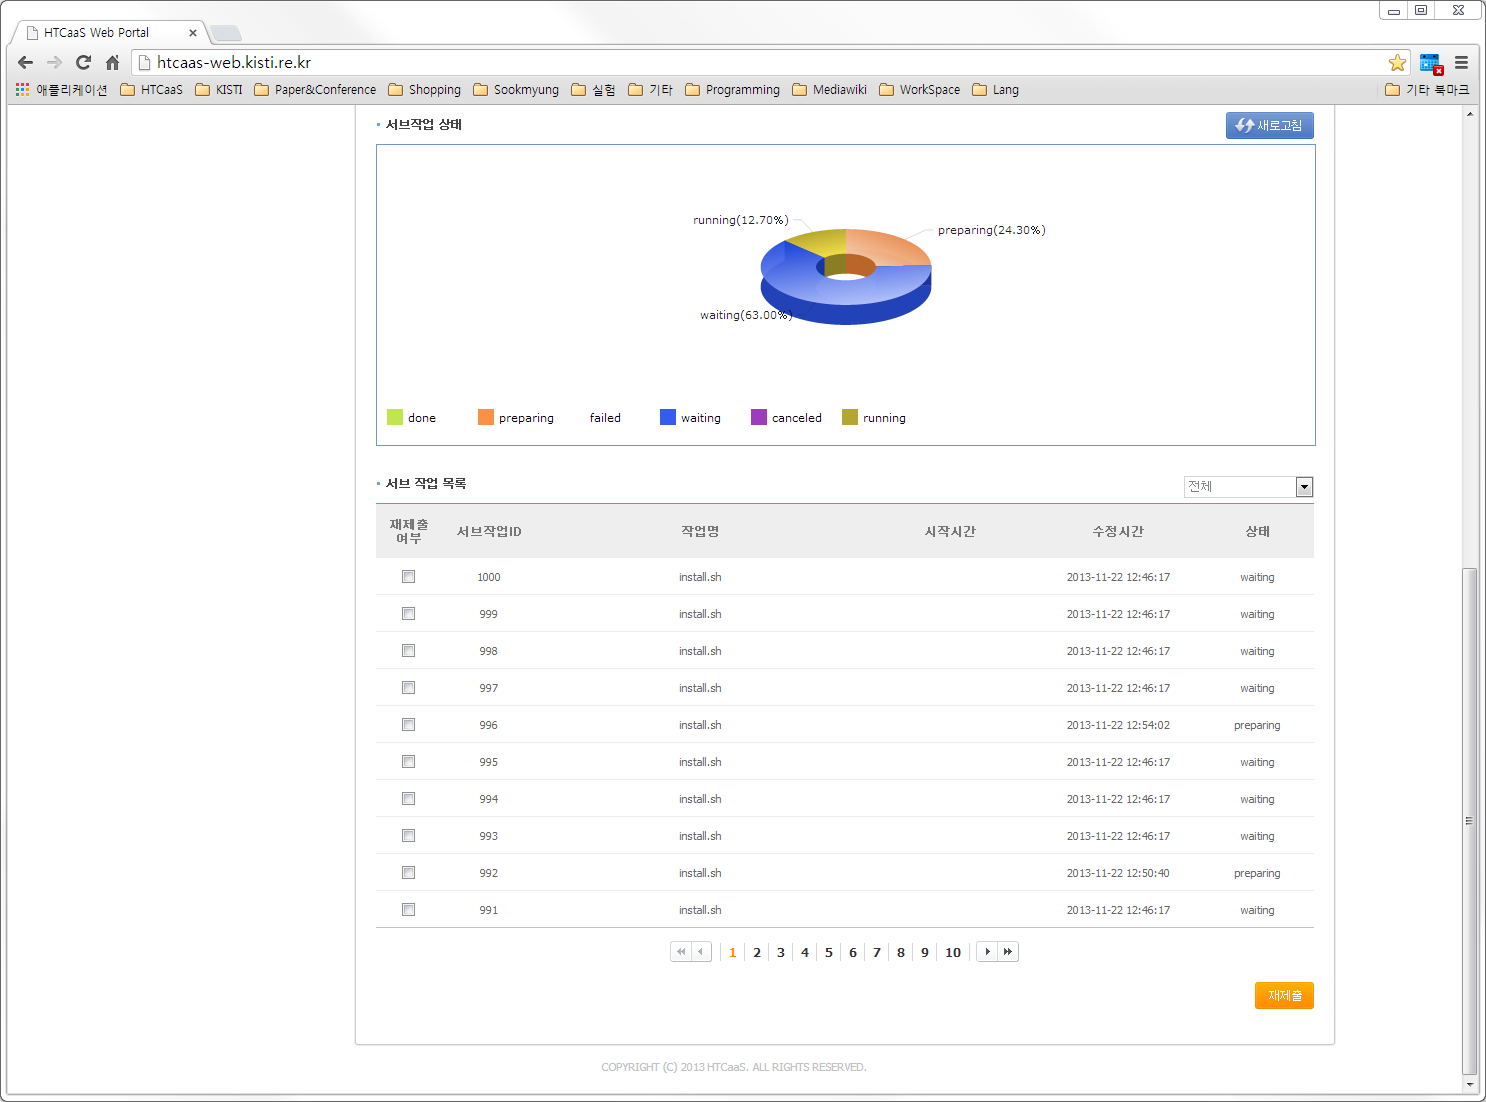 HTCaaS Web Portal
htcaas-web.kisti.re.kr
애플리케이션 HTCaaS KISTI Paper&Conference Shopping Sookmyung 실험 기타 Programming Mediawiki WorkSpace Lang 기타 북마크
서브작업 상태 새로고침
running(12.70%)
preparing(24.30%)
waiting(63.00%)
done preparing failed waiting canceled running
서브 작업 목록 전체
재제출 여부 서브작업ID 작업명 시작시간 수정시간 상태
1000 install.sh 2013-11-22 12:46:17 waiting
999 install.sh 2013-11-22 12:46:17 waiting
998 install.sh 2013-11-22 12:46:17 waiting
997 install.sh 2013-11-22 12:46:17 waiting
996 install.sh 2013-11-22 12:54:02 preparing
995 install.sh 2013-11-22 12:46:17 waiting
994 install.sh 2013-11-22 12:46:17 waiting
993 install.sh 2013-11-22 12:46:17 waiting
992 install.sh 2013-11-22 12:50:40 preparing
991 install.sh 2013-11-22 12:46:17 waiting
1 2 3 4 5 6 7 8 9 10
재제출
COPYRIGHT (C) 2013 HTCaaS. ALL RIGHTS RESERVED.